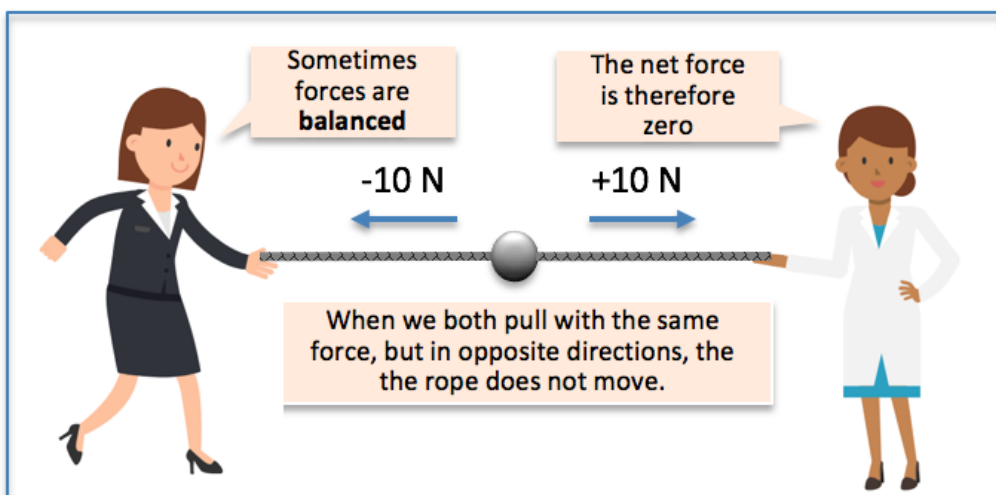 Sometimes
forces are
balanced
The net force
is therefore
zero
-10 N
+10 N
When we both pull with the same
force, but in opposite directions, the
the rope does not move.